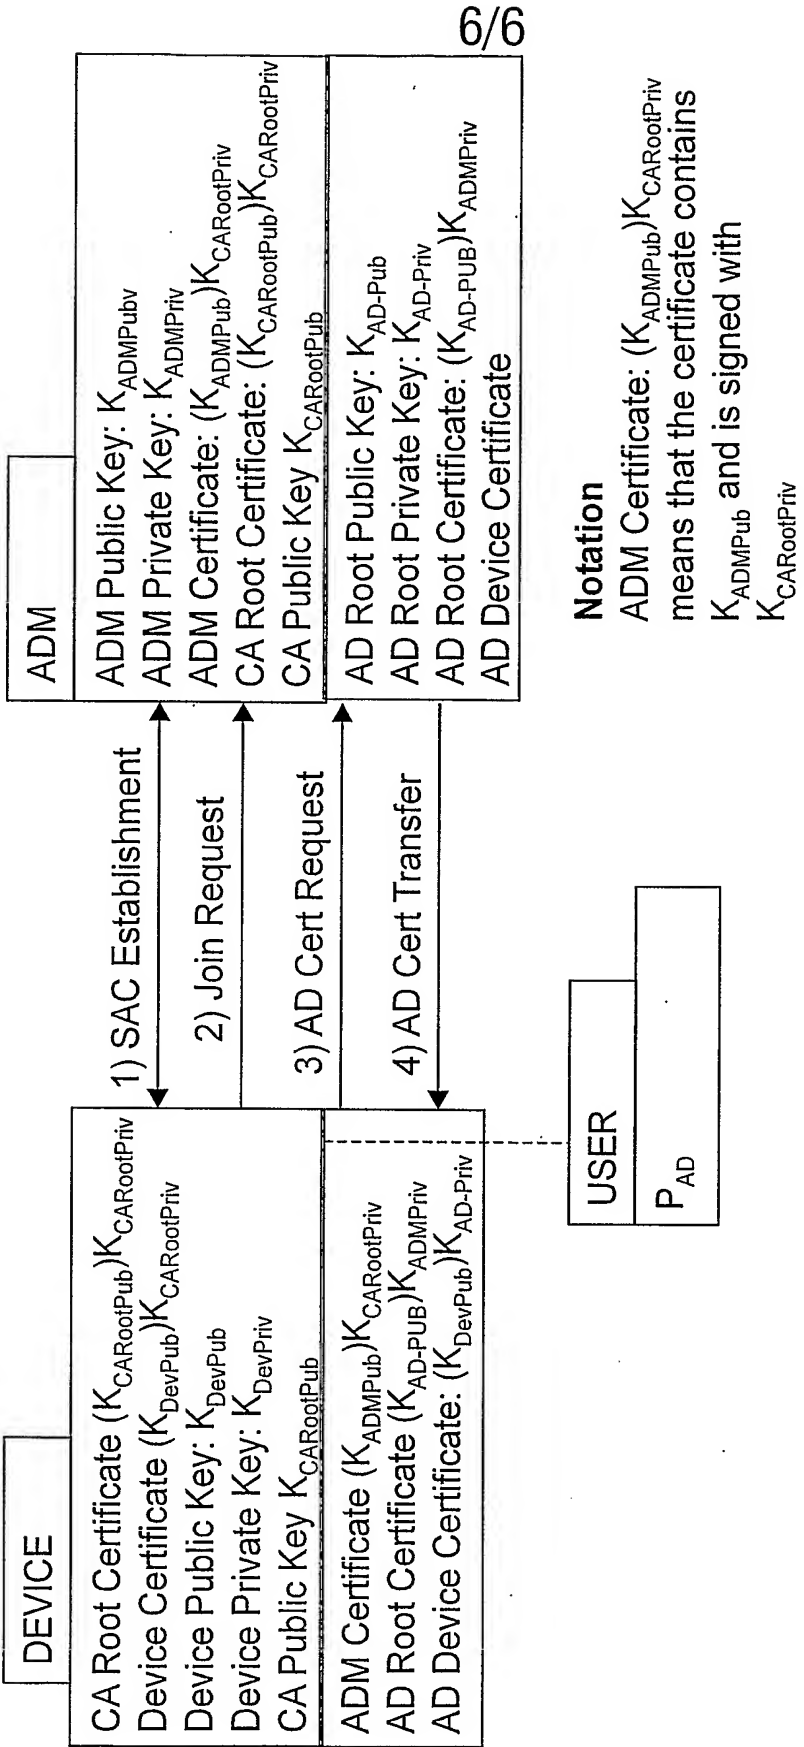 6/6
DEVICE
CA Root Certificate (K_CARootPub)K_CARootPriv
Device Certificate (K_DevPub)K_CARootPriv
Device Public Key: K_DevPub
Device Private Key: K_DevPriv
CA Public Key K_CARootPub
ADM Certificate (K_ADMPub)K_CARootPriv
AD Root Certificate (K_AD-PUB)K_ADMPriv
AD Device Certificate: (K_DevPub)K_AD-Priv
1) SAC Establishment
2) Join Request
3) AD Cert Request
4) AD Cert Transfer
ADM
ADM Public Key: K_ADMPubv
ADM Private Key: K_ADMPriv
ADM Certificate: (K_ADMPub)K_CARootPriv
CA Root Certificate: (K_CARootPub)K_CARootPriv
CA Public Key K_CARootPub
AD Root Public Key: K_AD-Pub
AD Root Private Key: K_AD-Priv
AD Root Certificate: (K_AD-PUB)K_ADMPriv
AD Device Certificate
USER
P_AD
Notation
ADM Certificate: (K_ADMPub)K_CARootPriv
means that the certificate contains
K_ADMPub and is signed with
K_CARootPriv